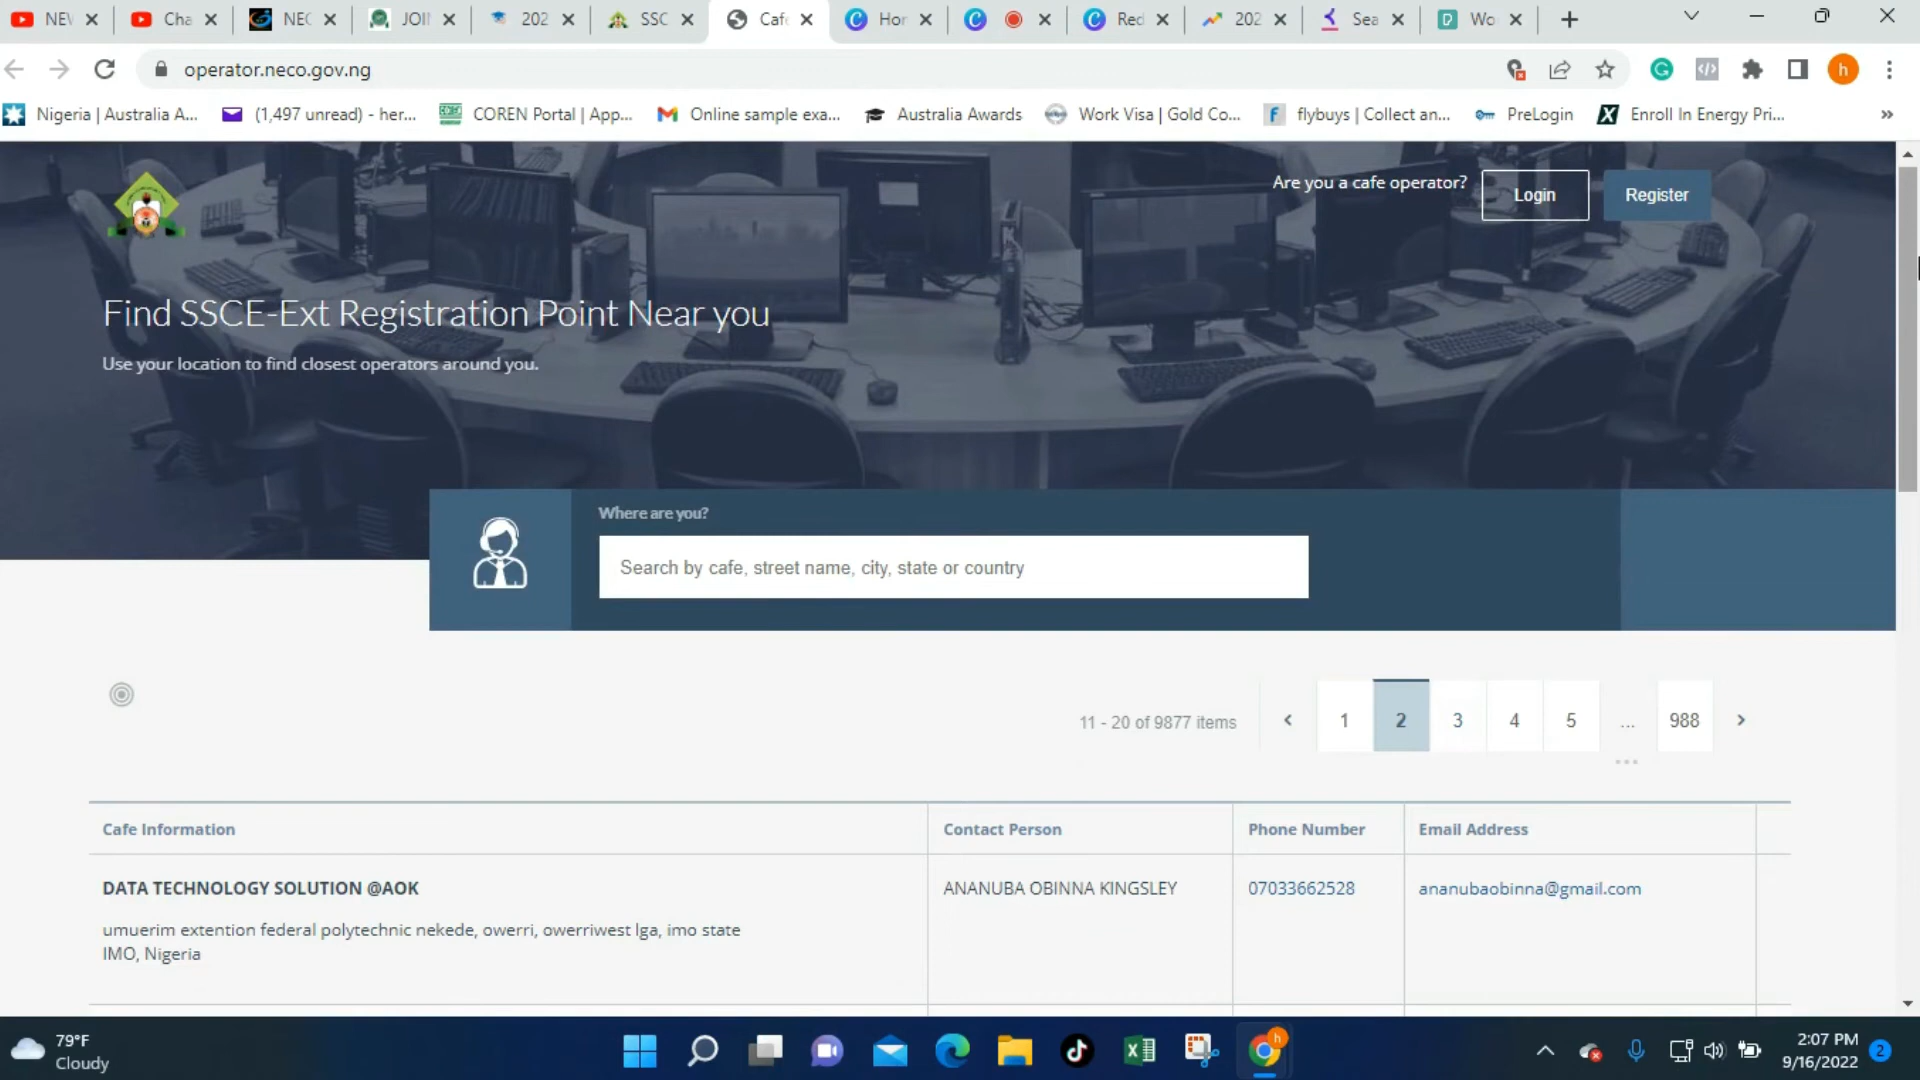 NEW
Cha
NEC
JOIN
202
SSC
Caf
Hor
Red
202
Sea
Wo
operator.neco.gov.ng
h
Nigeria | Australia A...
(1,497 unread) - her...
COREN Portal | App...
Online sample exa...
Australia Awards
Work Visa | Gold Co...
flybuys | Collect an...
PreLogin
Enroll In Energy Pri...
»
Are you a cafe operator?
Login
Register
Find SSCE-Ext Registration Point Near you
Use your location to find closest operators around you.
Where are you?
Search by cafe, street name, city, state or country
11 - 20 of 9877 items
‹ 1 2 3 4 5 ... 988 ›
•••
Cafe Information Contact Person Phone Number Email Address
DATA TECHNOLOGY SOLUTION @AOK ANANUBA OBINNA KINGSLEY 07033662528 ananubaobinna@gmail.com
umuerim extention federal polytechnic nekede, owerri, owerriwest lga, imo state
IMO, Nigeria
79°F
Cloudy
h
2:07 PM
9/16/2022
2